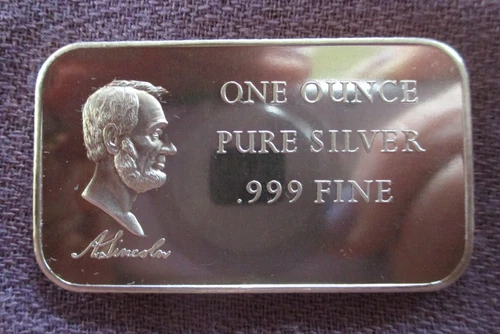 ONE OUNCE
PURE SILVER
.999 FINE
A. Lincoln